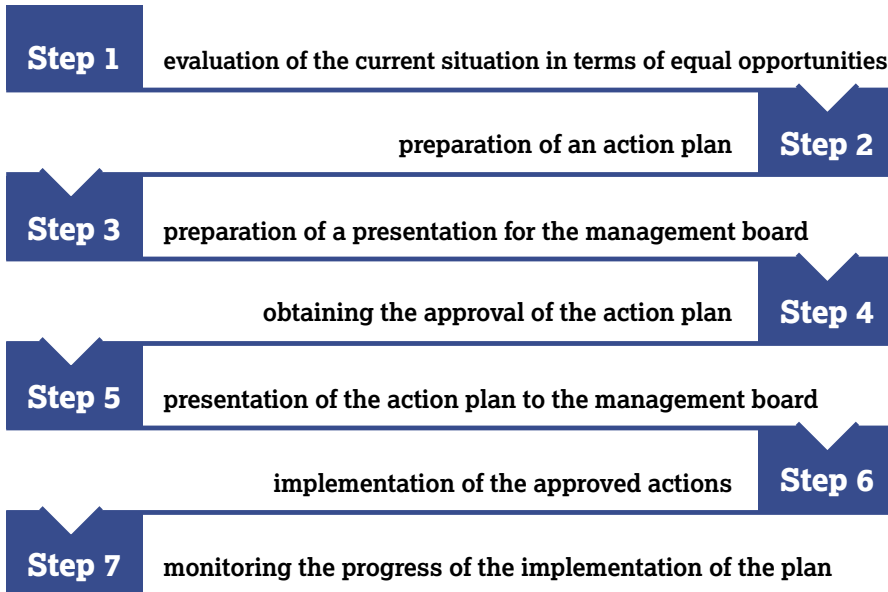 Step 1 evaluation of the current situation in terms of equal opportunities
preparation of an action plan Step 2
Step 3 preparation of a presentation for the management board
obtaining the approval of the action plan Step 4
Step 5 presentation of the action plan to the management board
implementation of the approved actions Step 6
Step 7 monitoring the progress of the implementation of the plan